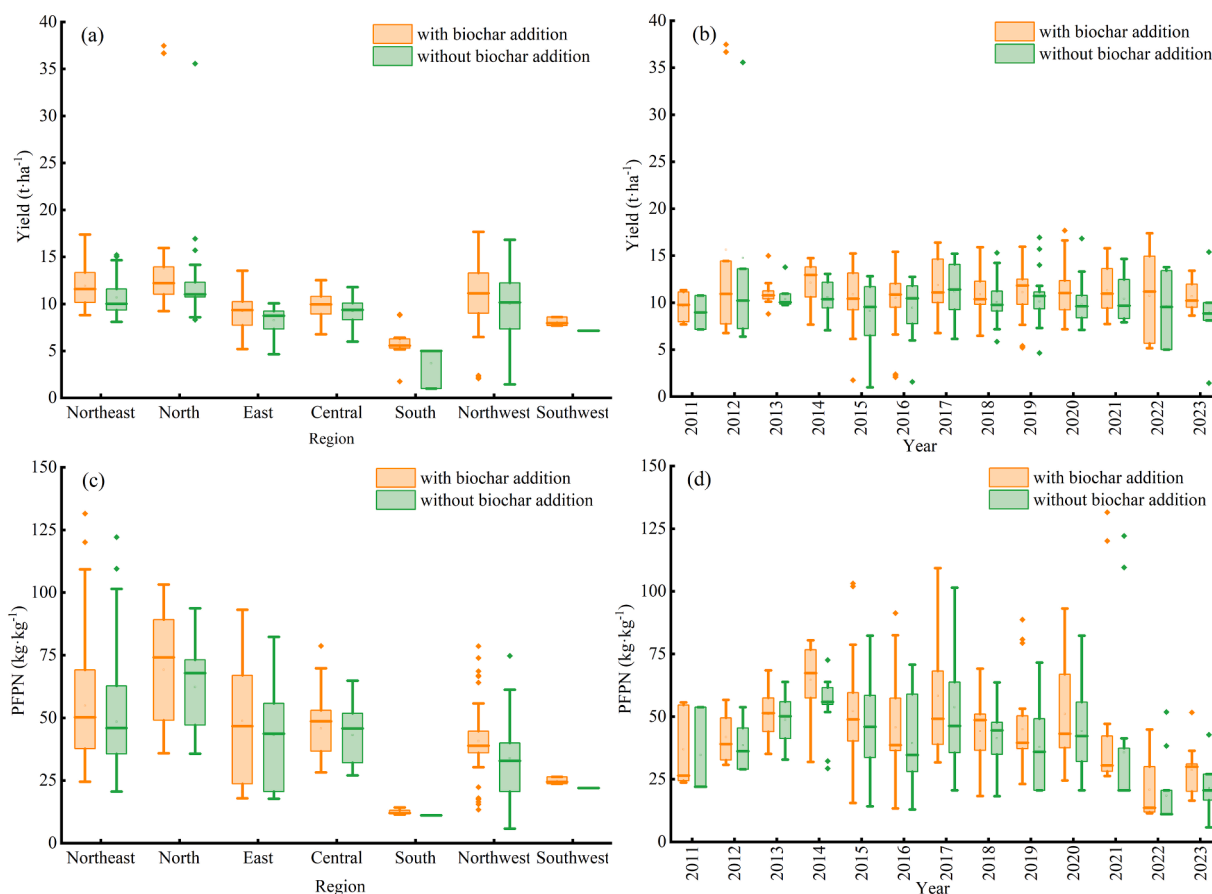 (a)
with biochar addition
without biochar addition
Yield (t·ha⁻¹)
40
35
30
25
20
15
10
5
0
Northeast North East Central South Northwest Southwest
Region
(b)
with biochar addition
without biochar addition
Yield (t·ha⁻¹)
40
35
30
25
20
15
10
5
0
2011 2012 2013 2014 2015 2016 2017 2018 2019 2020 2021 2022 2023
Year
(c)
with biochar addition
without biochar addition
PFPN (kg·kg⁻¹)
150
125
100
75
50
25
0
Northeast North East Central South Northwest Southwest
Region
(d)
with biochar addition
without biochar addition
PFPN (kg·kg⁻¹)
150
125
100
75
50
25
0
2011 2012 2013 2014 2015 2016 2017 2018 2019 2020 2021 2022 2023
Year